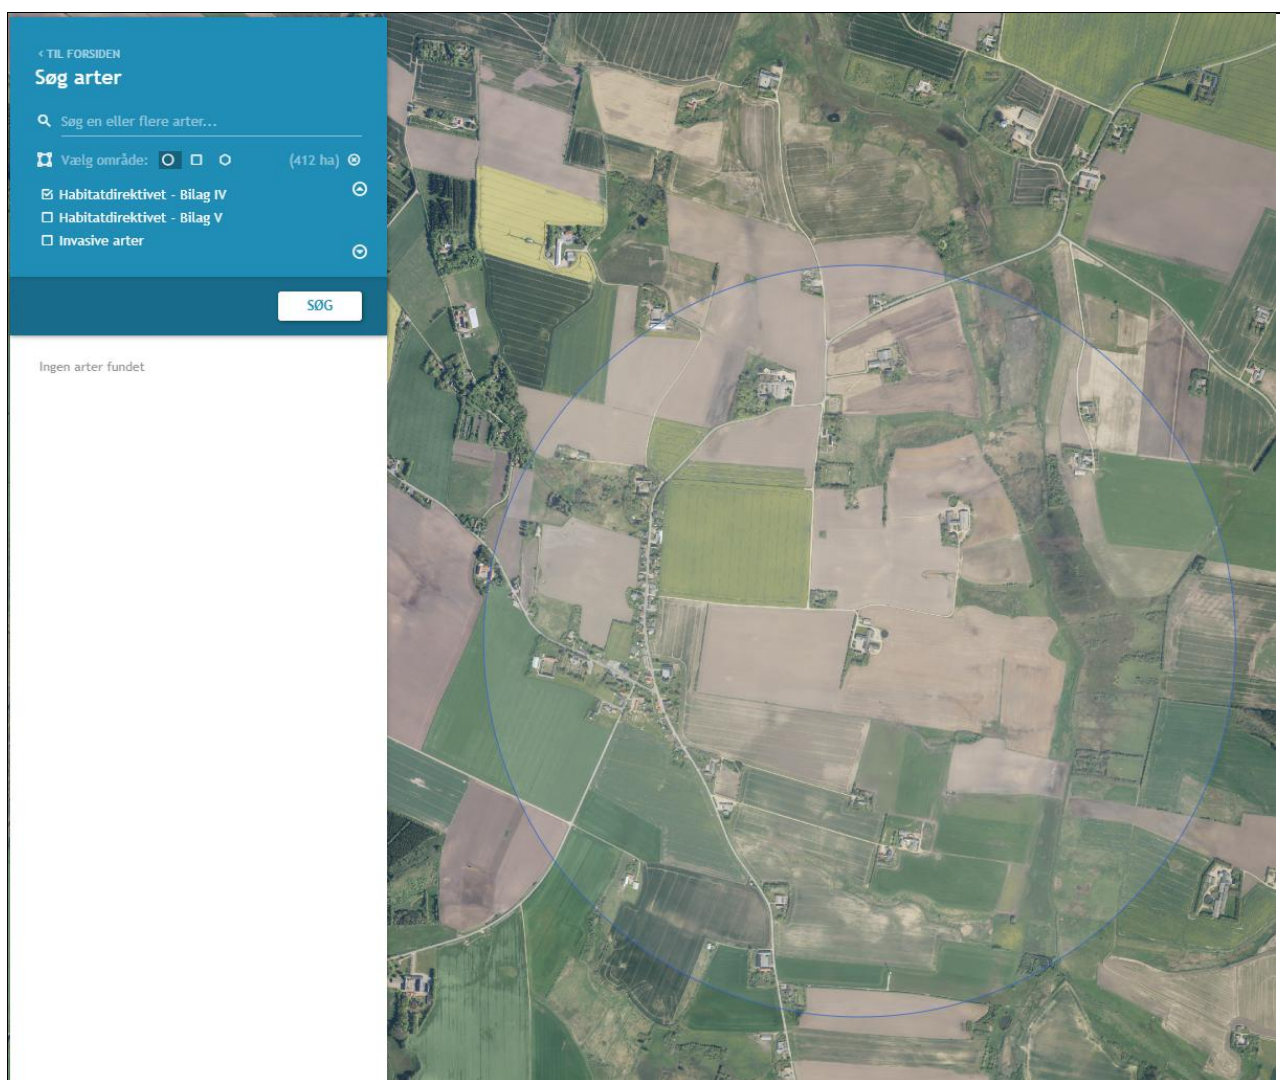 ‹ TIL FORSIDEN
Søg arter
Søg en eller flere arter...
Vælg område: (412 ha)
Habitatdirektivet - Bilag IV
Habitatdirektivet - Bilag V
Invasive arter
SØG
Ingen arter fundet